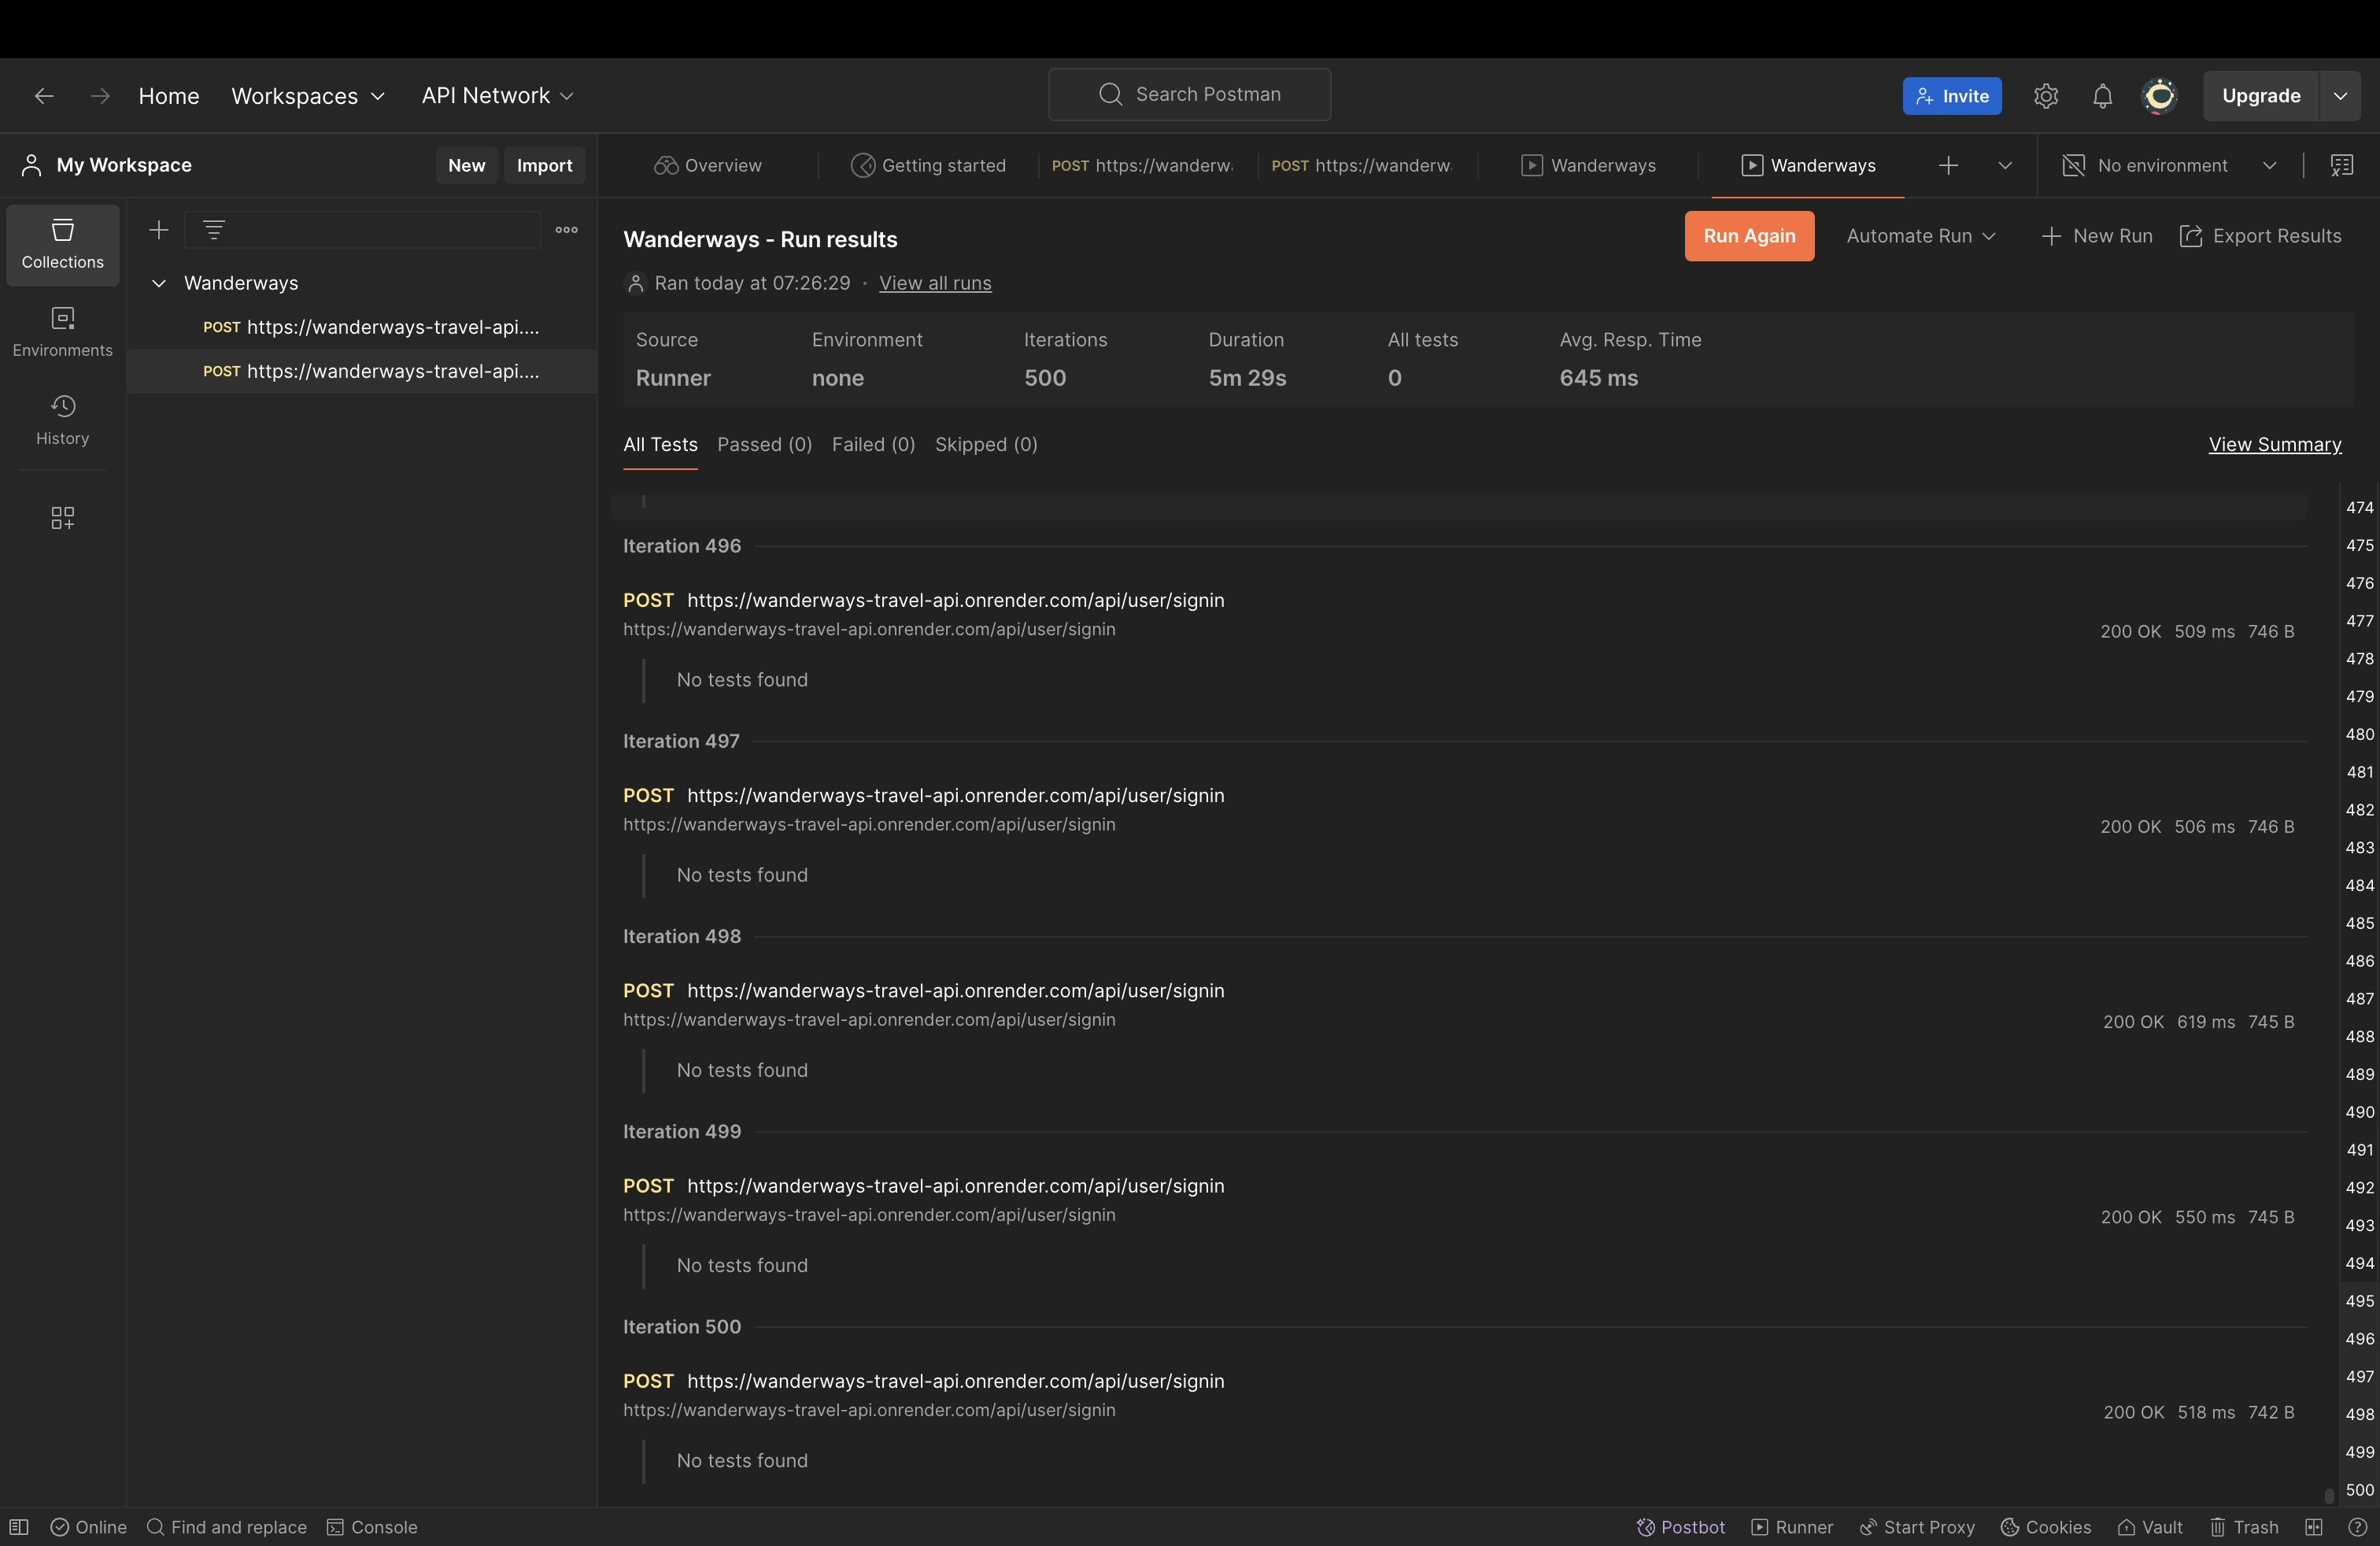 Home Workspaces API Network Search Postman Invite Upgrade
My Workspace New Import Overview Getting started POST https://wanderw. POST https://wanderw. Wanderways Wanderways No environment
Collections
Environments
History
Wanderways
POST https://wanderways-travel-api....
POST https://wanderways-travel-api....
Wanderways - Run results
Run Again Automate Run New Run Export Results
Ran today at 07:26:29 · View all runs
Source Environment Iterations Duration All tests Avg. Resp. Time
Runner none 500 5m 29s 0 645 ms
All Tests Passed (0) Failed (0) Skipped (0) View Summary
Iteration 496
POST https://wanderways-travel-api.onrender.com/api/user/signin
https://wanderways-travel-api.onrender.com/api/user/signin
200 OK 509 ms 746 B
No tests found
Iteration 497
POST https://wanderways-travel-api.onrender.com/api/user/signin
https://wanderways-travel-api.onrender.com/api/user/signin
200 OK 506 ms 746 B
No tests found
Iteration 498
POST https://wanderways-travel-api.onrender.com/api/user/signin
https://wanderways-travel-api.onrender.com/api/user/signin
200 OK 619 ms 745 B
No tests found
Iteration 499
POST https://wanderways-travel-api.onrender.com/api/user/signin
https://wanderways-travel-api.onrender.com/api/user/signin
200 OK 550 ms 745 B
No tests found
Iteration 500
POST https://wanderways-travel-api.onrender.com/api/user/signin
https://wanderways-travel-api.onrender.com/api/user/signin
200 OK 518 ms 742 B
No tests found
474
475
476
477
478
479
480
481
482
483
484
485
486
487
488
489
490
491
492
493
494
495
496
497
498
499
500
Online Find and replace Console Postbot Runner Start Proxy Cookies Vault Trash